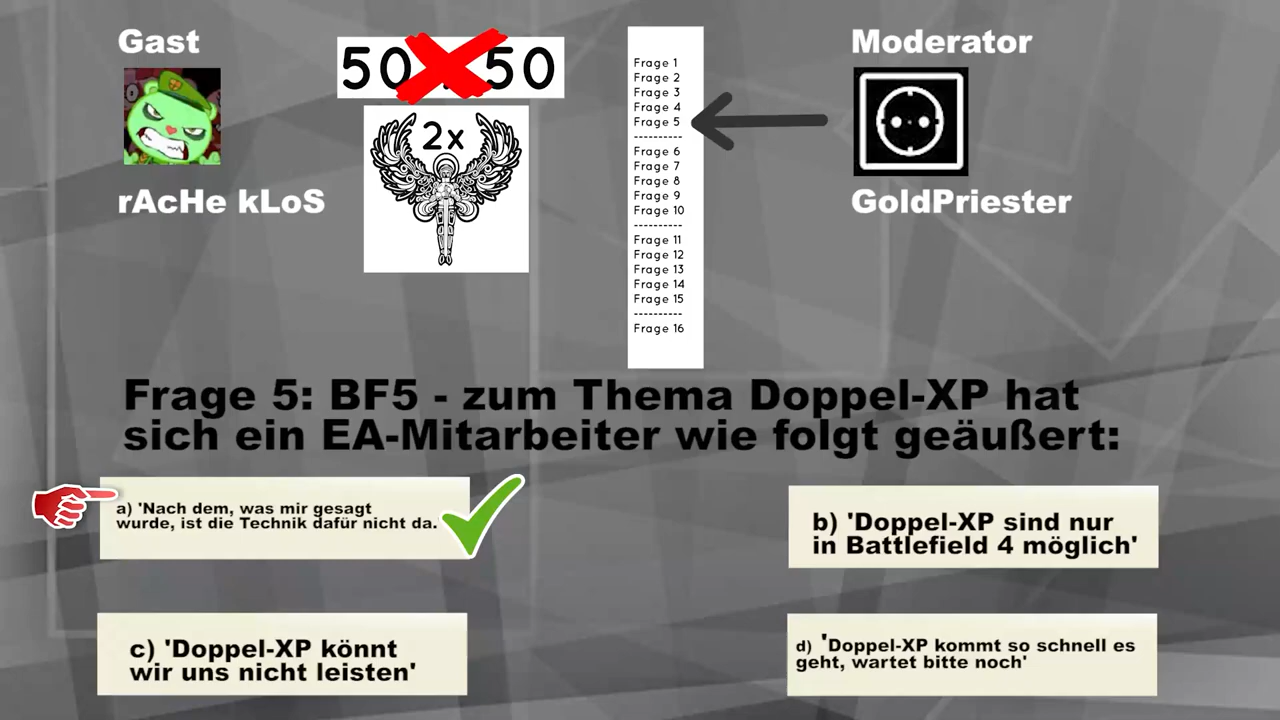 Gast
rAcHe kLoS
50 50
2x
Frage 1
Frage 2
Frage 3
Frage 4
Frage 5
----------
Frage 6
Frage 7
Frage 8
Frage 9
Frage 10
----------
Frage 11
Frage 12
Frage 13
Frage 14
Frage 15
----------
Frage 16
Moderator
GoldPriester
Frage 5: BF5 - zum Thema Doppel-XP hat
sich ein EA-Mitarbeiter wie folgt geäußert:
a) 'Nach dem, was mir gesagt
wurde, ist die Technik dafür nicht da.
b) 'Doppel-XP sind nur
in Battlefield 4 möglich'
c) 'Doppel-XP könnt
wir uns nicht leisten'
d) 'Doppel-XP kommt so schnell es
geht, wartet bitte noch'